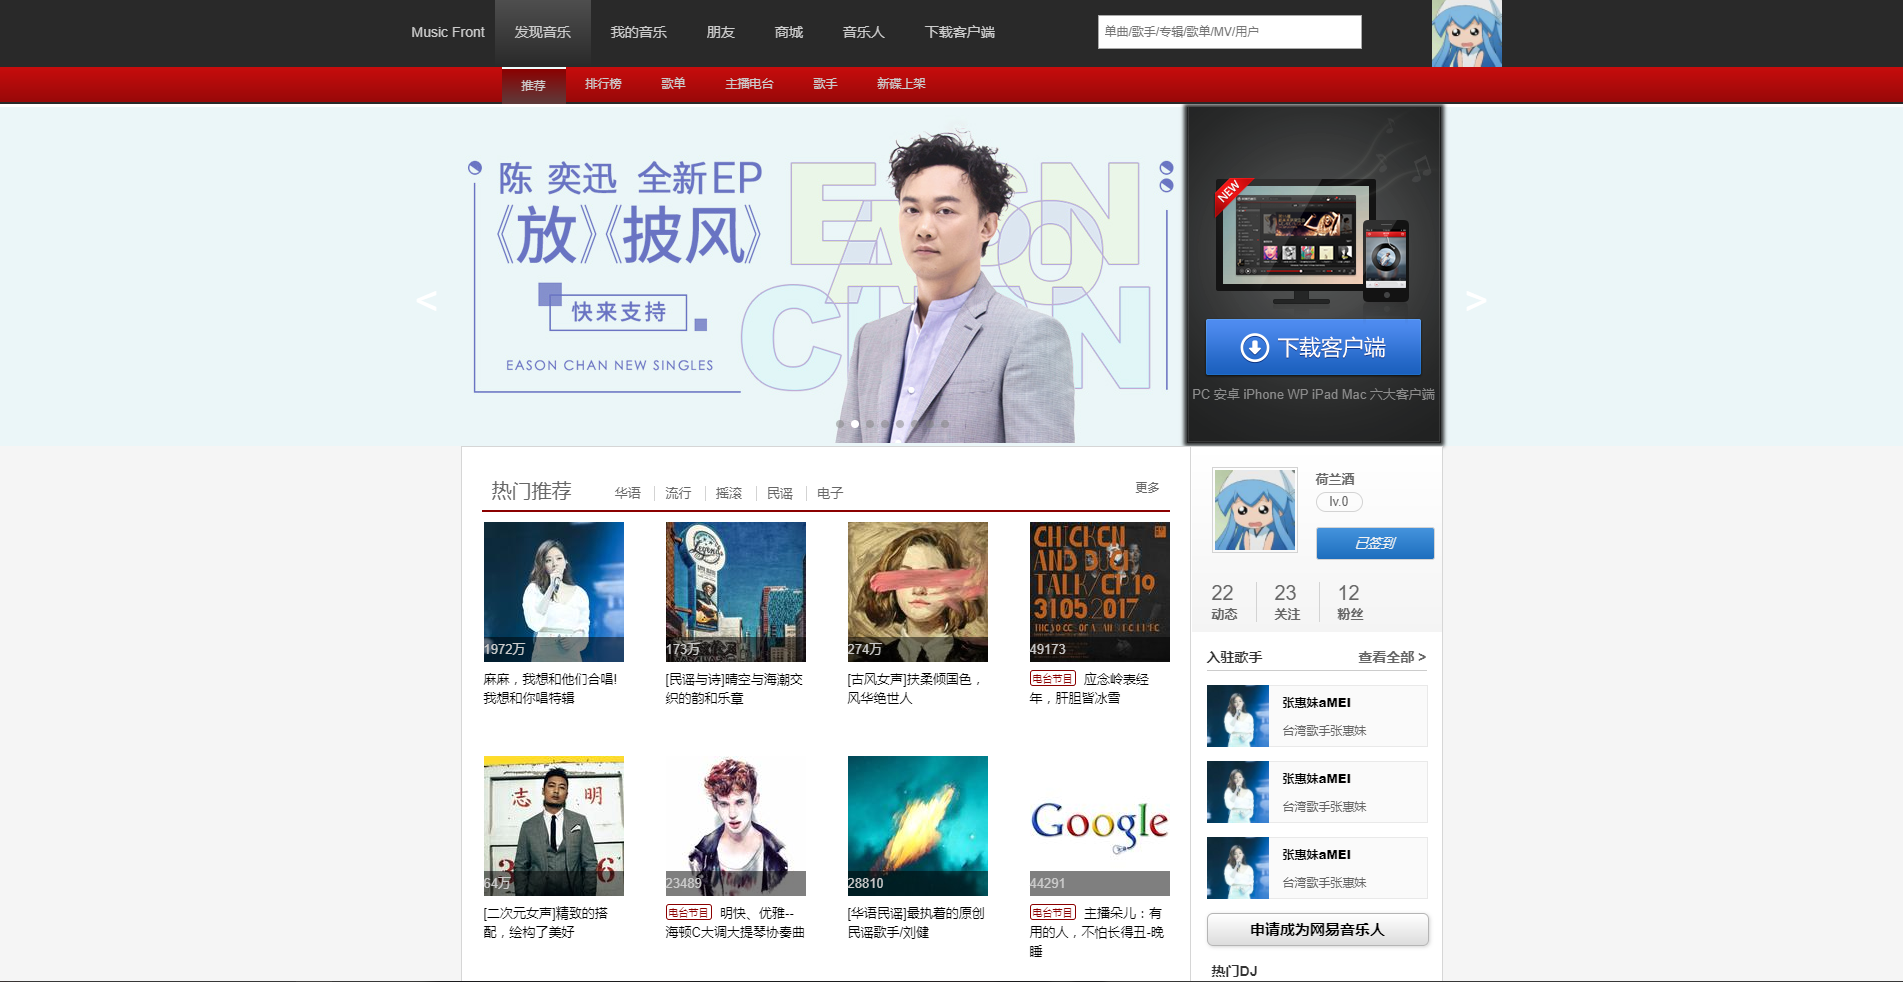 Music Front 发现音乐 我的音乐 朋友 商城 音乐人 下载客户端 单曲/歌手/专辑/歌单/MV/用户
推荐 排行榜 歌单 主播电台 歌手 新碟上架
陈 奕迅 全新EP
《放》《披风》
快来支持
EASON CHAN NEW SINGLES
EASON
CHAN
< >
NEW
下载客户端
PC 安卓 iPhone WP iPad Mac 六大客户端
热门推荐 华语 流行 摇滚 民谣 电子 更多
1972万
麻麻，我想和他们合唱!
我想和你唱特辑
Legends
173万
[民谣与诗]晴空与海潮交
织的韵和乐章
274万
[古风女声]扶柔倾国色，
风华绝世人
TALK/EP 19
31.05.2017
49173
电台节目 应念岭表经
年，肝胆皆冰雪
志 明
3 6
64万
[二次元女声]精致的搭
配，绘构了美好
23489
电台节目 明快、优雅--
海顿C大调大提琴协奏曲
28810
[华语民谣]最执着的原创
民谣歌手/刘健
Google
44291
电台节目 主播朵儿：有
用的人，不怕长得丑-晚
睡
荷兰酒
lv.0
已签到
22 23 12
动态 关注 粉丝
入驻歌手 查看全部 >
张惠妹aMEI
台湾歌手张惠妹
张惠妹aMEI
台湾歌手张惠妹
张惠妹aMEI
台湾歌手张惠妹
申请成为网易音乐人
热门DJ